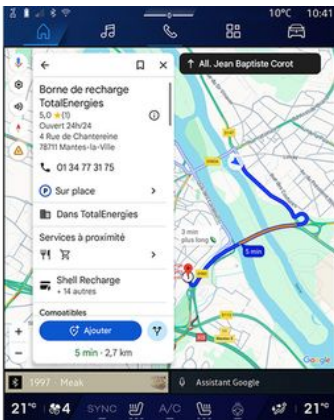 10°C 10:41
↑ All. Jean Baptiste Corot
Borne de recharge
TotalEnergies
5,0 ★ (1)
Ouvert 24h/24
4 Rue de Chantereine
78711 Mantes-la-Ville
01 34 77 31 75
P Sur place
Dans TotalEnergies
Services à proximité
Shell Recharge
+ 14 autres
Compatibles
Ajouter
5 min · 2,7 km
3 min
plus long
5 min
Limay
Google
1997 Meak
Assistant Google
21° 4 SYNC A/C 21°